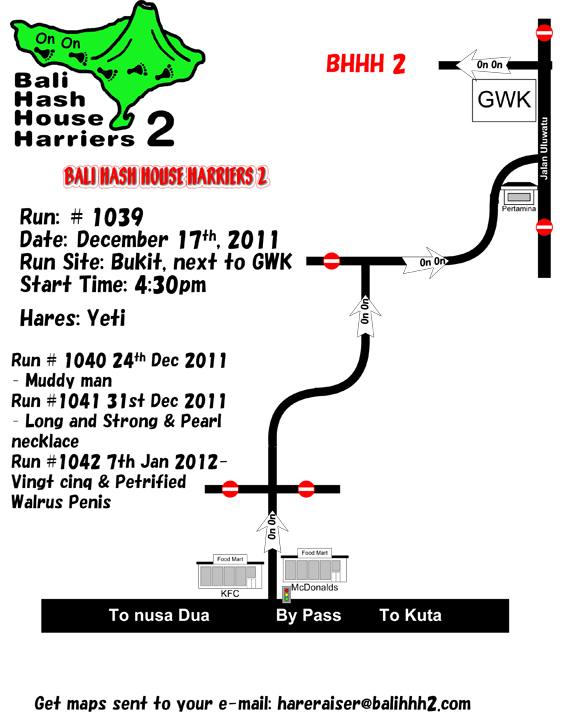 On On
Bali
Hash
House
Harriers 2
BHHH 2
On On
GWK
Jalan Uluwatu
BALI HASH HOUSE HARRIERS 2
Pertamina
Run: # 1039
Date: December 17th, 2011
Run Site: Bukit, next to GWK
Start Time: 4:30pm
Hares: Yeti
On On
On On
Run # 1040 24th Dec 2011
- Muddy man
Run #1041 31st Dec 2011
- Long and Strong & Pearl
necklace
Run #1042 7th Jan 2012-
Vingt cinq & Petrified
Walrus Penis
On On
Food Mart
KFC
Food Mart
McDonalds
To nusa Dua
By Pass
To Kuta
Get maps sent to your e-mail: hareraiser@balihhh2.com